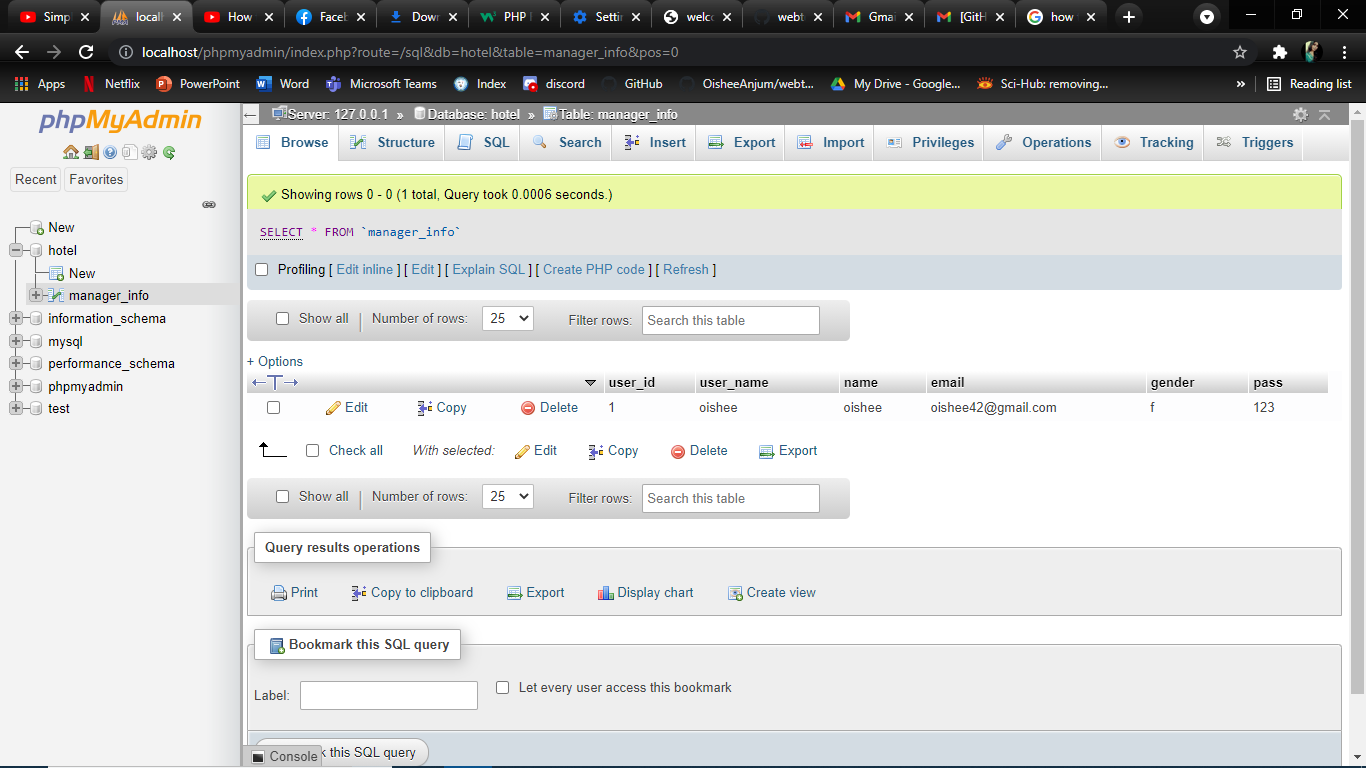 Simp locall How Faceb Dow PHP Settin welco webt Gmai [GitH how
localhost/phpmyadmin/index.php?route=/sql&db=hotel&table=manager_info&pos=0
Apps Netflix PowerPoint Word Microsoft Teams Index discord GitHub OisheeAnjum/webt... My Drive - Google... Sci-Hub: removing... » Reading list
phpMyAdmin
Recent Favorites
New
hotel
New
manager_info
information_schema
mysql
performance_schema
phpmyadmin
test
Server: 127.0.0.1 » Database: hotel » Table: manager_info
Browse Structure SQL Search Insert Export Import Privileges Operations Tracking Triggers
Showing rows 0 - 0 (1 total, Query took 0.0006 seconds.)
SELECT * FROM `manager_info`
Profiling [ Edit inline ] [ Edit ] [ Explain SQL ] [ Create PHP code ] [ Refresh ]
Show all | Number of rows: 25 Filter rows: Search this table
+ Options
←T→ user_id user_name name email gender pass
Edit Copy Delete 1 oishee oishee oishee42@gmail.com f 123
Check all With selected: Edit Copy Delete Export
Show all | Number of rows: 25 Filter rows: Search this table
Query results operations
Print Copy to clipboard Export Display chart Create view
Bookmark this SQL query
Label: Let every user access this bookmark
Console k this SQL query